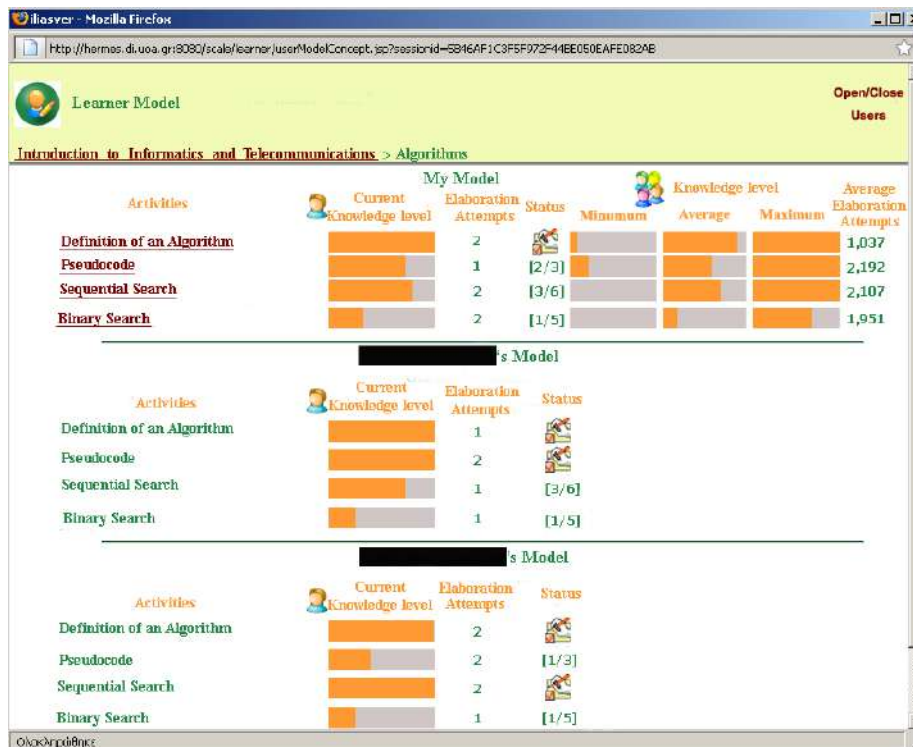 iliasver - Mozilla Firefox
http://hermes.di.uoa.gr:8080/scale/learner/userModelConcept.jsp?sessionid=5B46AF1C3F5F972F44BE050EAFE082AB
Learner Model
Open/Close
Users
Introduction to Informatics and Telecommunications > Algorithms
My Model
Activities
Current Knowledge level
Elaboration Attempts
Status
Knowledge level
Minumum Average Maximum
Average Elaboration Attempts
Definition of an Algorithm 2 1,037
Pseudocode 1 [2/3] 2,192
Sequential Search 2 [3/6] 2,107
Binary Search 2 [1/5] 1,951
's Model
Activities
Current Knowledge level
Elaboration Attempts
Status
Definition of an Algorithm 1
Pseudocode 2
Sequential Search 1 [3/6]
Binary Search 1 [1/5]
's Model
Activities
Current Knowledge level
Elaboration Attempts
Status
Definition of an Algorithm 2
Pseudocode 2 [1/3]
Sequential Search 2
Binary Search 1 [1/5]
Ολοκληρώθηκε